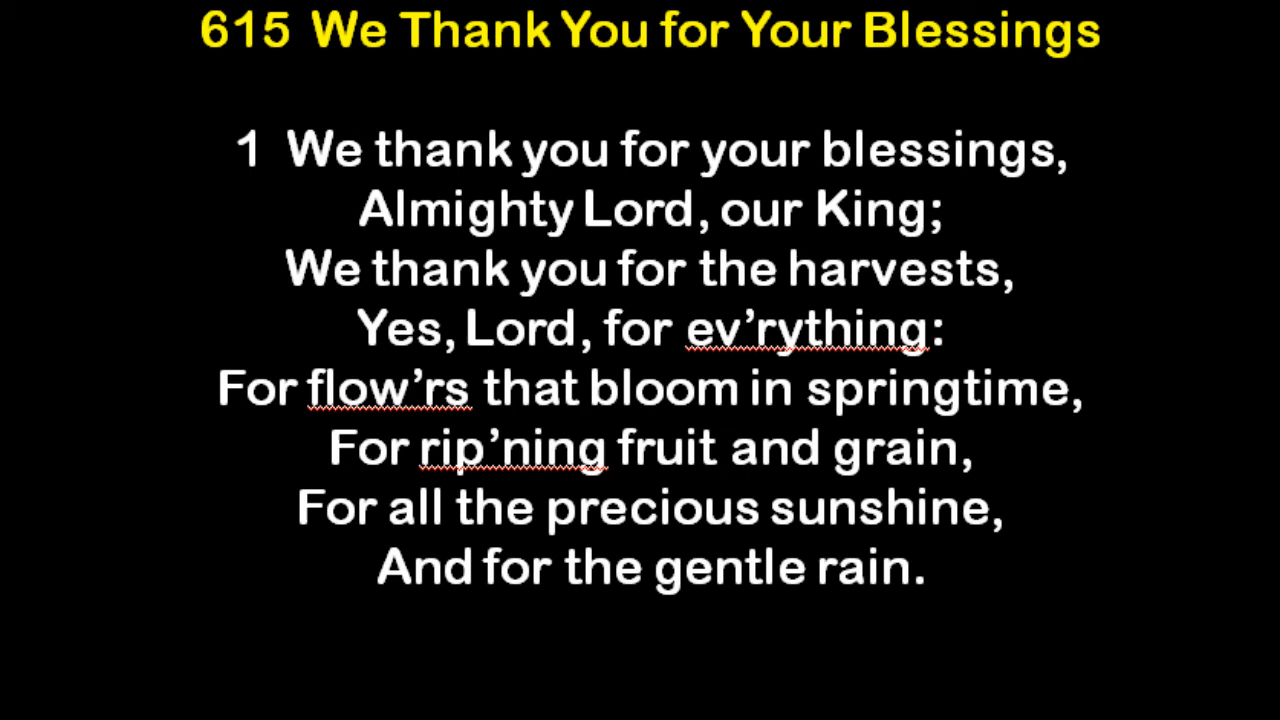 615 We Thank You for Your Blessings
1 We thank you for your blessings,
Almighty Lord, our King;
We thank you for the harvests,
Yes, Lord, for ev’rything:
For flow’rs that bloom in springtime,
For rip’ning fruit and grain,
For all the precious sunshine,
And for the gentle rain.